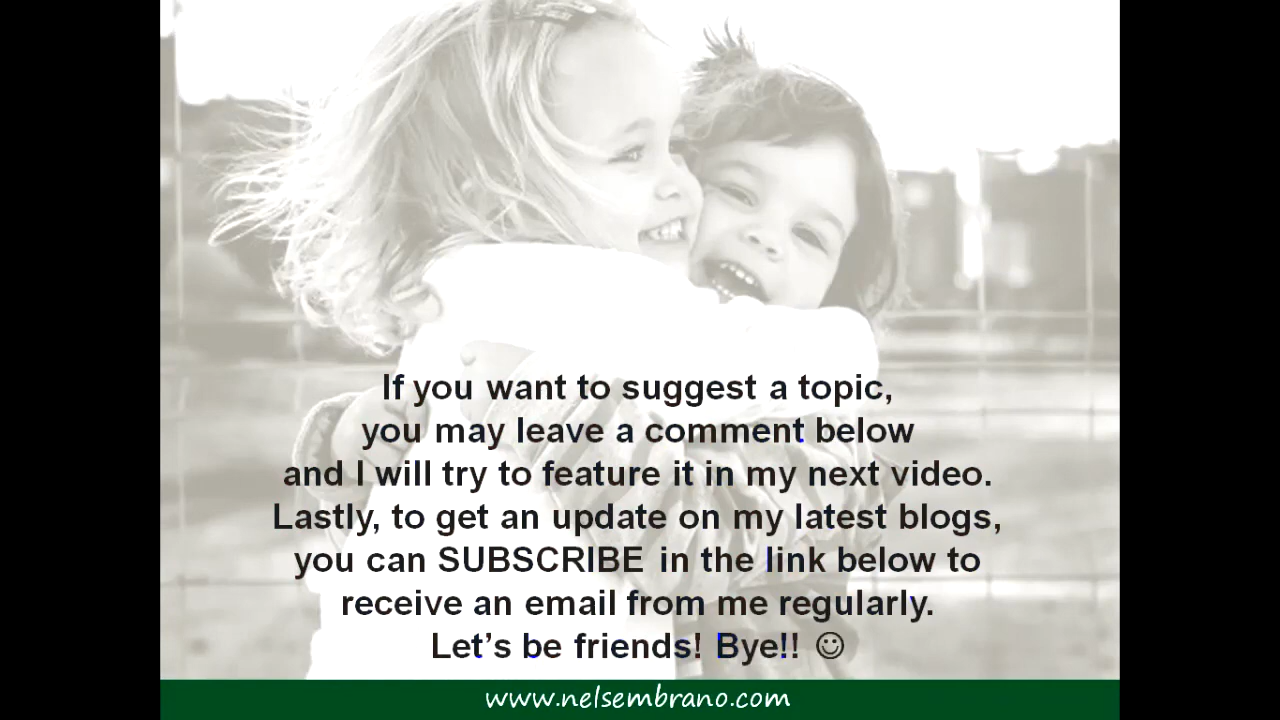 If you want to suggest a topic,
you may leave a comment below
and I will try to feature it in my next video.
Lastly, to get an update on my latest blogs,
you can SUBSCRIBE in the link below to
receive an email from me regularly.
Let's be friends! Bye!! ☺
www.nelsembrano.com